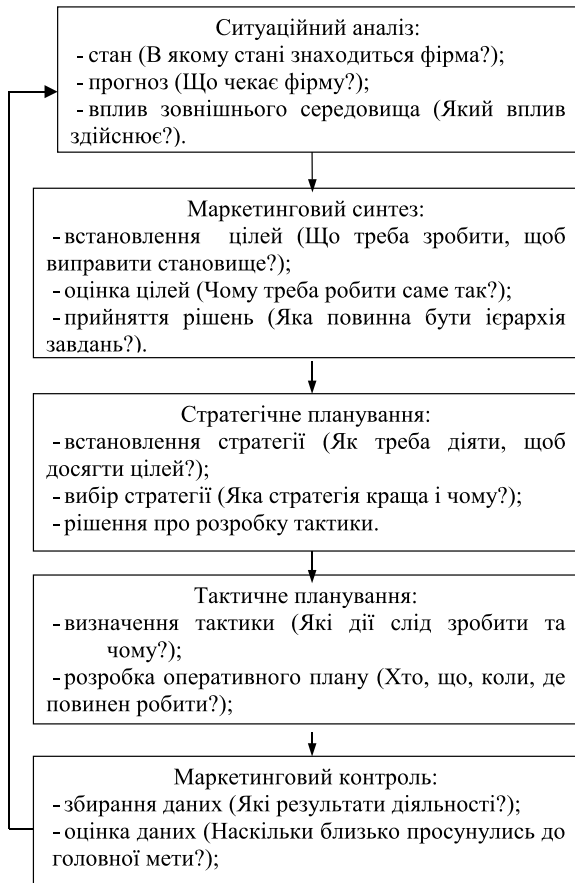 Ситуаційний аналіз:
- стан (В якому стані знаходиться фірма?);
- прогноз (Що чекає фірму?);
- вплив зовнішнього середовища (Який вплив
здійснює?).
Маркетинговий синтез:
- встановлення цілей (Що треба зробити, щоб
виправити становище?);
- оцінка цілей (Чому треба робити саме так?);
- прийняття рішень (Яка повинна бути ієрархія
завдань?).
Стратегічне планування:
- встановлення стратегії (Як треба діяти, щоб
досягти цілей?);
- вибір стратегії (Яка стратегія краща і чому?);
- рішення про розробку тактики.
Тактичне планування:
- визначення тактики (Які дії слід зробити та
чому?);
- розробка оперативного плану (Хто, що, коли, де
повинен робити?);
Маркетинговий контроль:
- збирання даних (Які результати діяльності?);
- оцінка даних (Наскільки близько просунулись до
головної мети?);